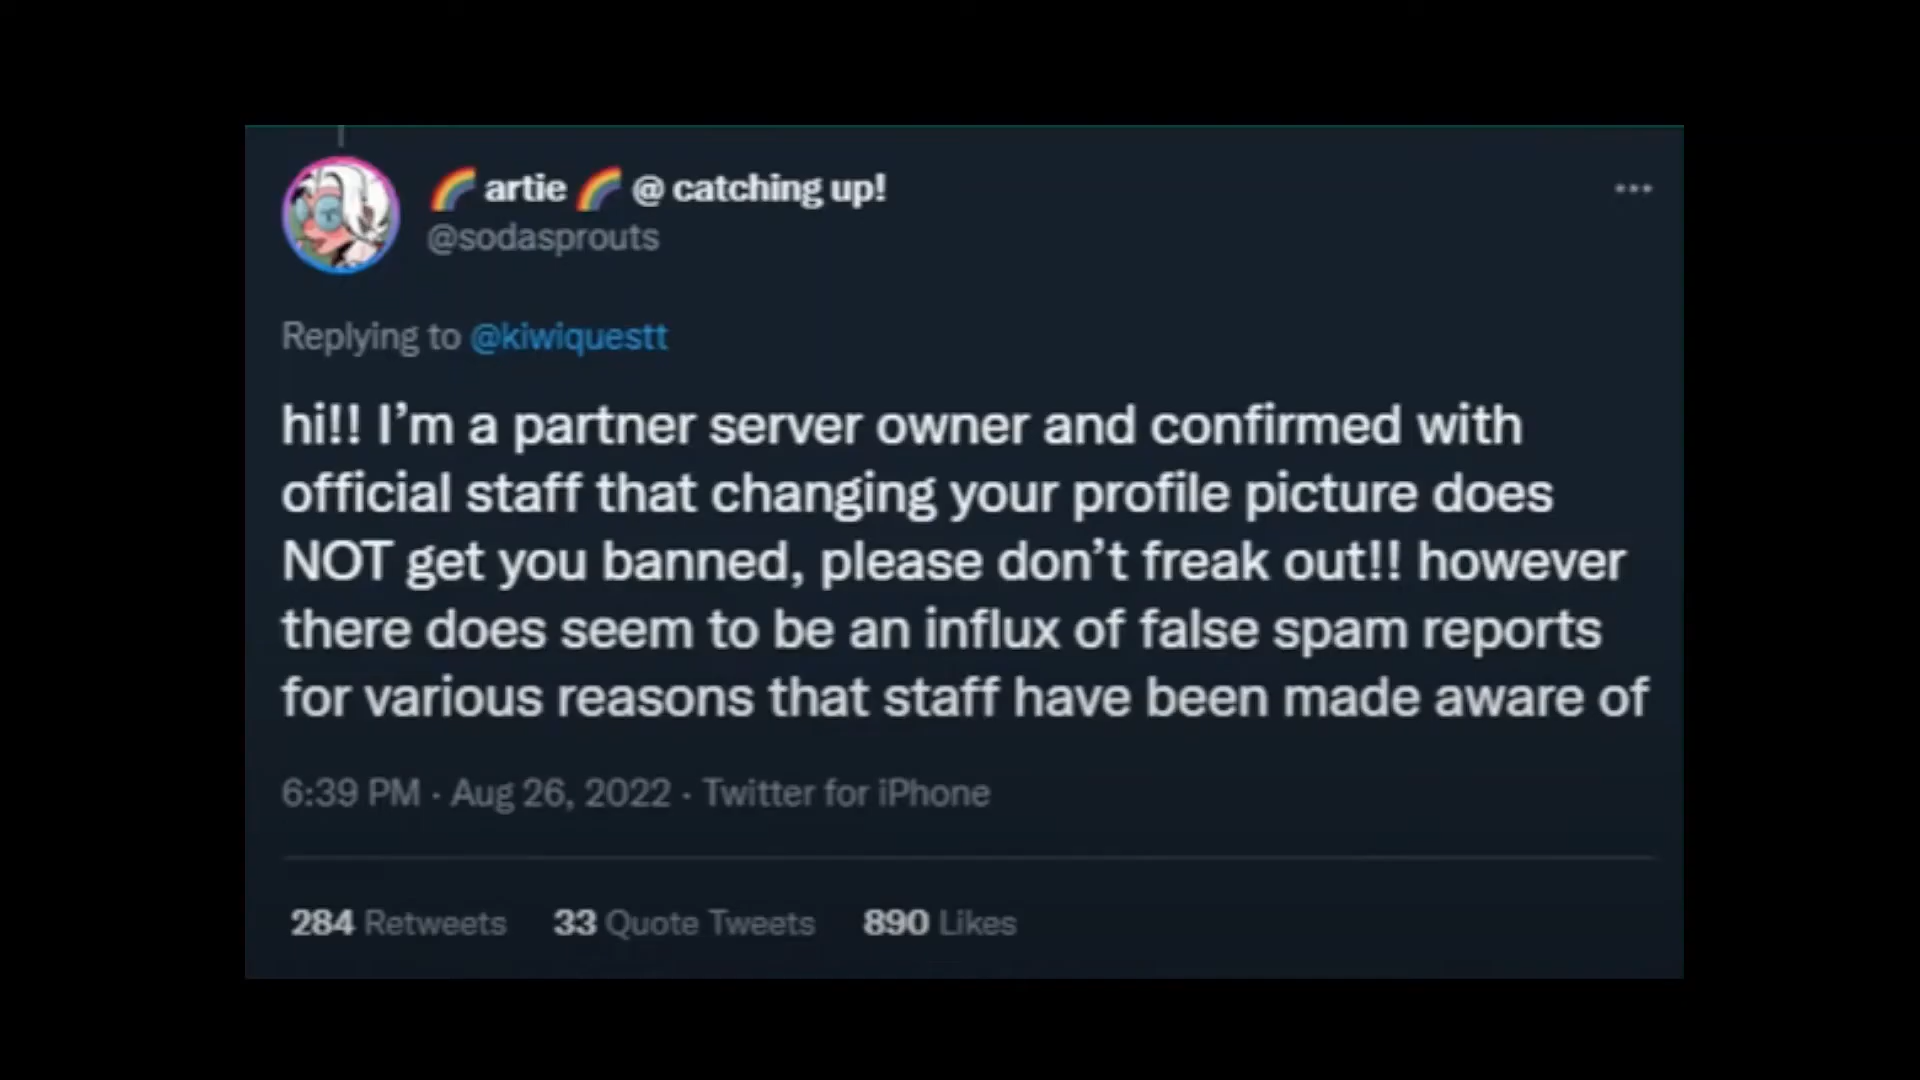 🌈 artie 🌈 @ catching up!
@sodasprouts
Replying to @kiwiquestt
hi!! I’m a partner server owner and confirmed with
official staff that changing your profile picture does
NOT get you banned, please don’t freak out!! however
there does seem to be an influx of false spam reports
for various reasons that staff have been made aware of
6:39 PM · Aug 26, 2022 · Twitter for iPhone
284 Retweets 33 Quote Tweets 890 Likes